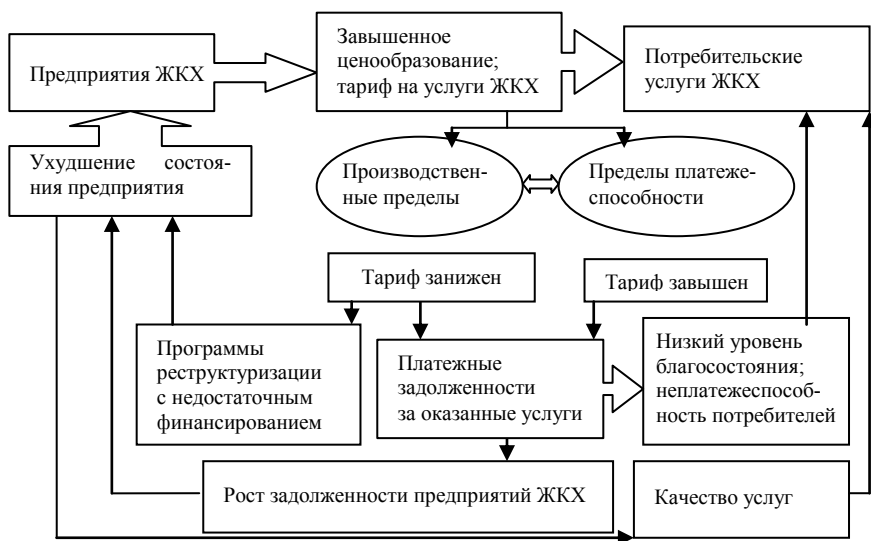 Предприятия ЖКХ
Завышенное
ценообразование;
тариф на услуги ЖКХ
Потребительские
услуги ЖКХ
Ухудшение состоя-
ния предприятия
Производствен-
ные пределы
Пределы платеже-
способности
Тариф занижен
Тариф завышен
Программы
реструктуризации
с недостаточным
финансированием
Платежные
задолженности
за оказанные услуги
Низкий уровень
благосостояния;
неплатежеспособ-
ность потребителей
Рост задолженности предприятий ЖКХ
Качество услуг